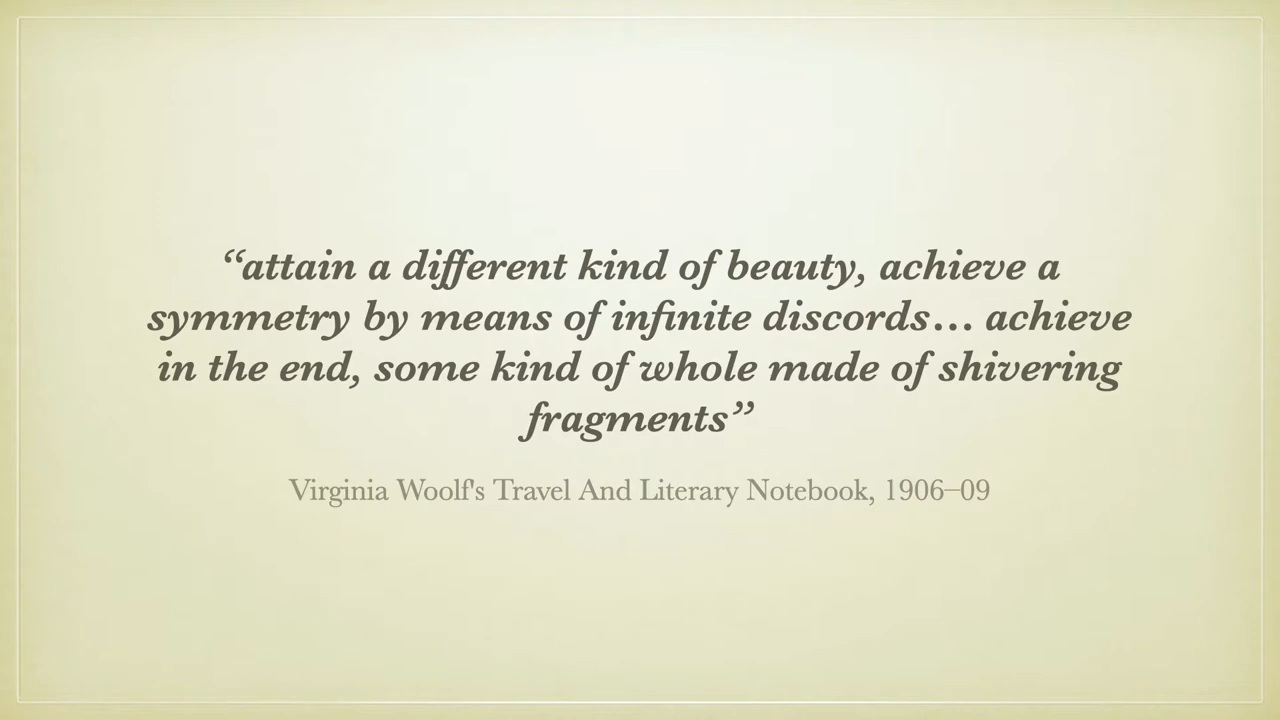 “attain a different kind of beauty, achieve a
symmetry by means of infinite discords… achieve
in the end, some kind of whole made of shivering
fragments”
Virginia Woolf's Travel And Literary Notebook, 1906–09